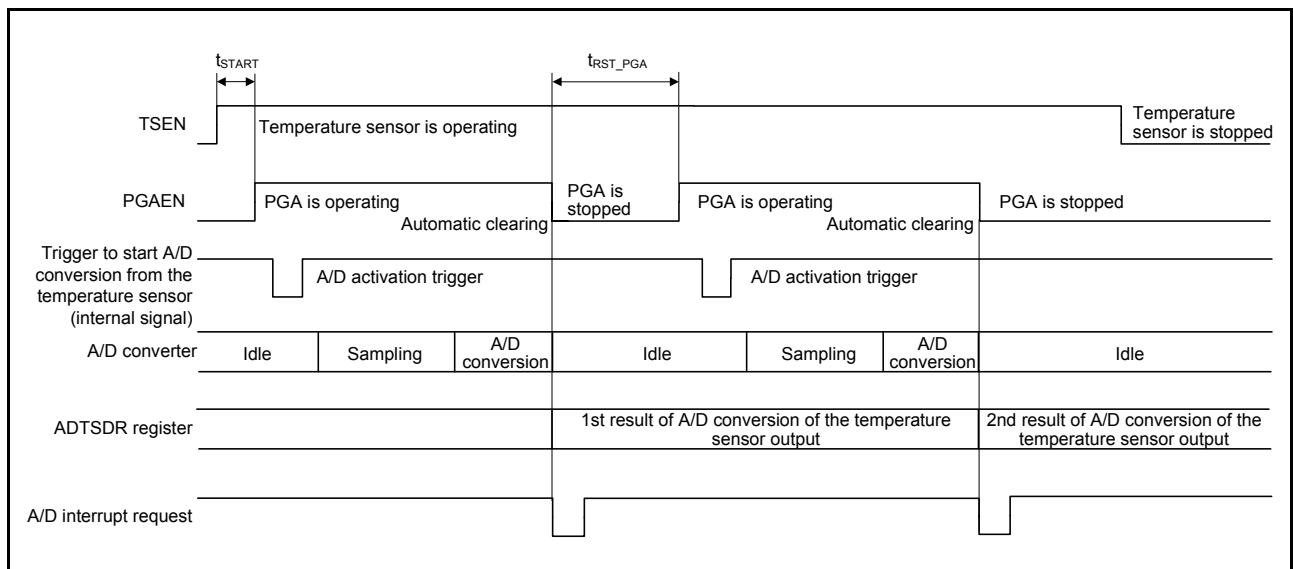 tSTART
tRST_PGA
TSEN
Temperature sensor is operating
Temperature
sensor is stopped
PGAEN
PGA is operating
Automatic clearing
PGA is
stopped
PGA is operating
Automatic clearing
PGA is stopped
Trigger to start A/D
conversion from the
temperature sensor
(internal signal)
A/D activation trigger
A/D activation trigger
A/D converter
Idle
Sampling
A/D
conversion
Idle
Sampling
A/D
conversion
Idle
ADTSDR register
1st result of A/D conversion of the temperature
sensor output
2nd result of A/D conversion of the
temperature sensor output
A/D interrupt request